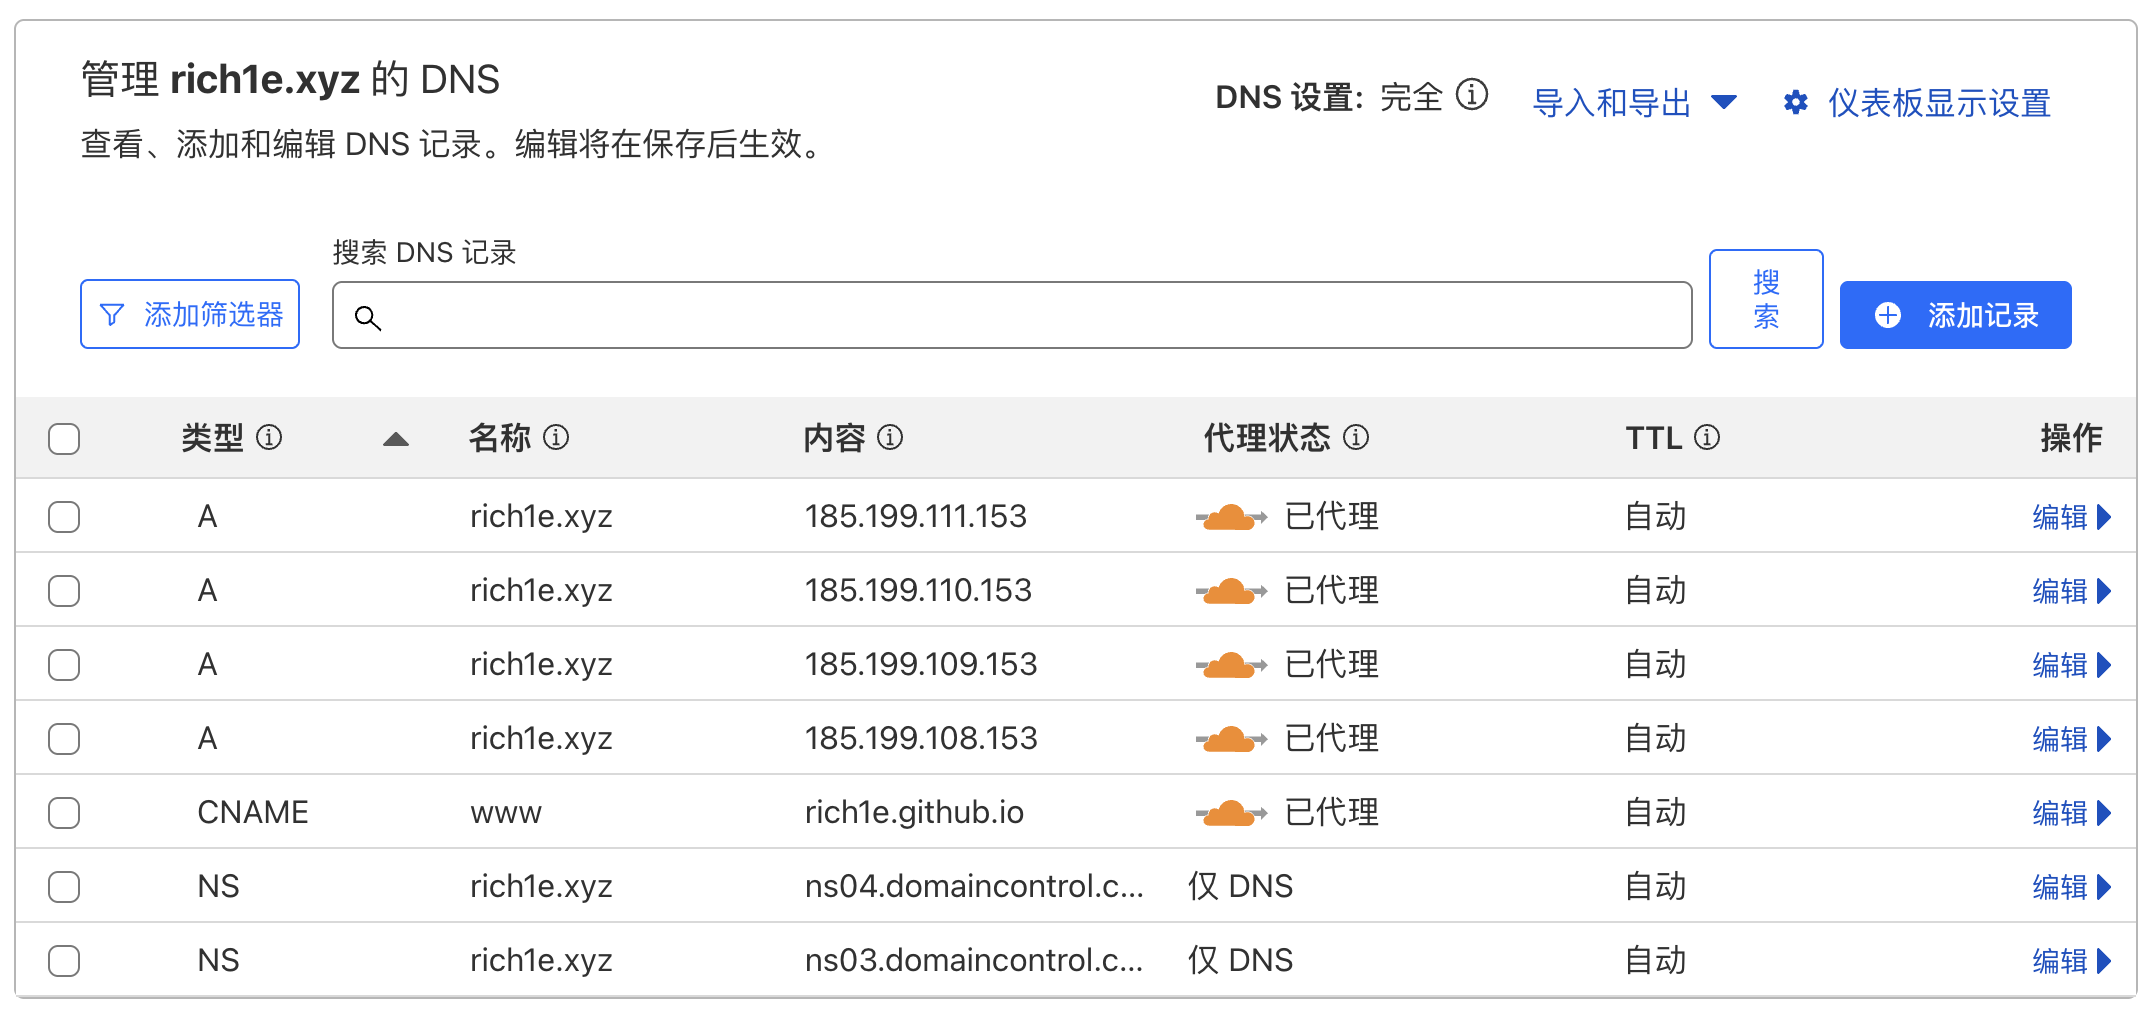 管理 rich1e.xyz 的 DNS
查看、添加和编辑 DNS 记录。编辑将在保存后生效。
DNS 设置: 完全
导入和导出
仪表板显示设置
搜索 DNS 记录
添加筛选器
搜
索
添加记录
类型 名称 内容 代理状态 TTL 操作
A rich1e.xyz 185.199.111.153 已代理 自动 编辑
A rich1e.xyz 185.199.110.153 已代理 自动 编辑
A rich1e.xyz 185.199.109.153 已代理 自动 编辑
A rich1e.xyz 185.199.108.153 已代理 自动 编辑
CNAME www rich1e.github.io 已代理 自动 编辑
NS rich1e.xyz ns04.domaincontrol.c... 仅 DNS 自动 编辑
NS rich1e.xyz ns03.domaincontrol.c... 仅 DNS 自动 编辑